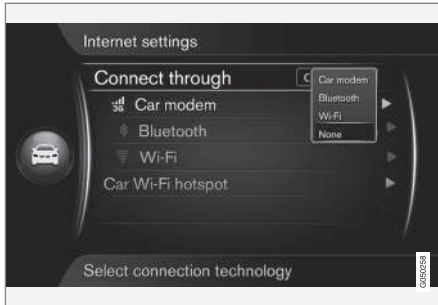 Internet settings
Connect through
Car modem
Bluetooth
Wi-Fi
None
3G Car modem
Bluetooth
Wi-Fi
Car Wi-Fi hotspot
Select connection technology
G050258